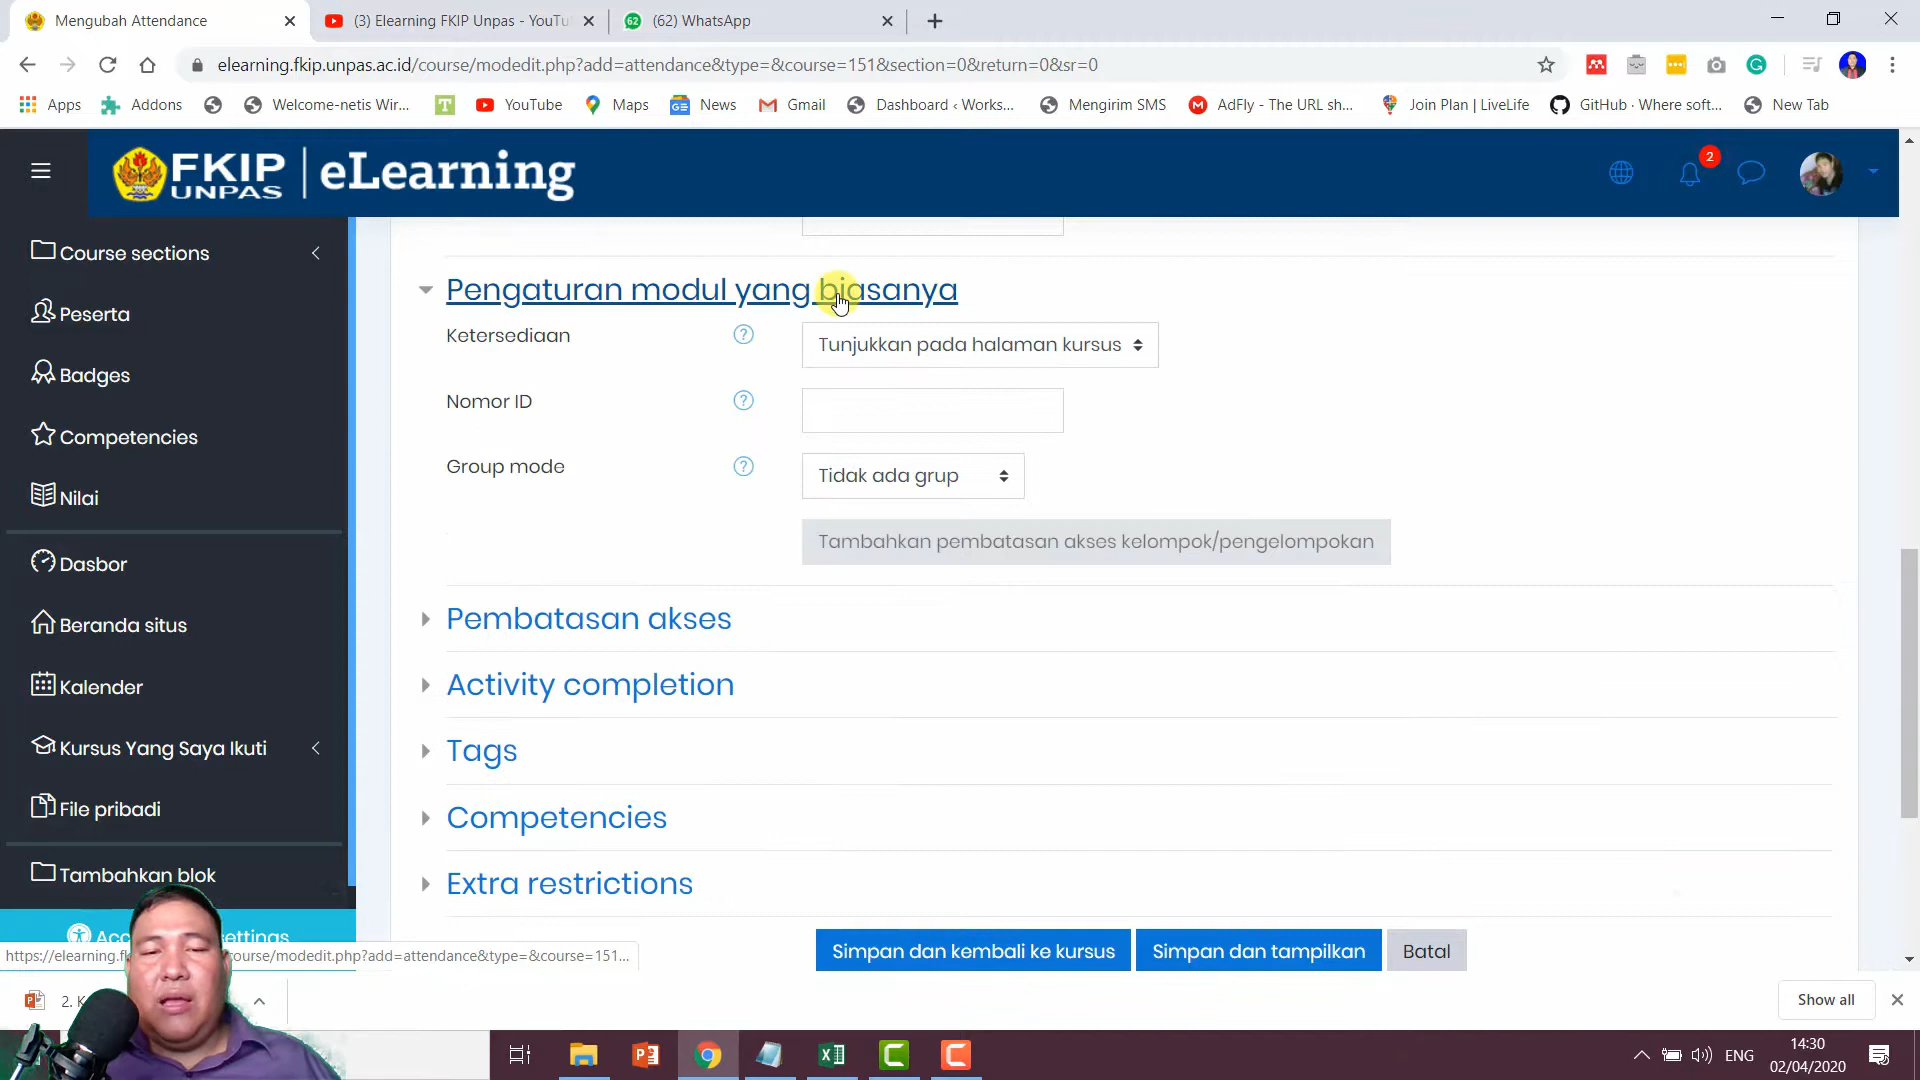 Mengubah Attendance
(3) Elearning FKIP Unpas - YouTu
62
(62) WhatsApp
elearning.fkip.unpas.ac.id/course/modedit.php?add=attendance&type=&course=151&section=0&return=0&sr=0
Apps
Addons
Welcome-netis Wir...
YouTube
Maps
News
Gmail
Dashboard ‹ Works...
Mengirim SMS
AdFly - The URL sh...
Join Plan | LiveLife
GitHub · Where soft...
New Tab
FKIP
UNPAS
eLearning
2
Course sections
Peserta
Badges
Competencies
Nilai
Dasbor
Beranda situs
Kalender
Kursus Yang Saya Ikuti
File pribadi
Tambahkan blok
ettings
Pengaturan modul yang biasanya
Ketersediaan
Tunjukkan pada halaman kursus
Nomor ID
Group mode
Tidak ada grup
Tambahkan pembatasan akses kelompok/pengelompokan
Pembatasan akses
Activity completion
Tags
Competencies
Extra restrictions
Simpan dan kembali ke kursus
Simpan dan tampilkan
Batal
https://elearning.f
course/modedit.php?add=attendance&type=&course=151...
2. K
Show all
ENG
14:30
02/04/2020